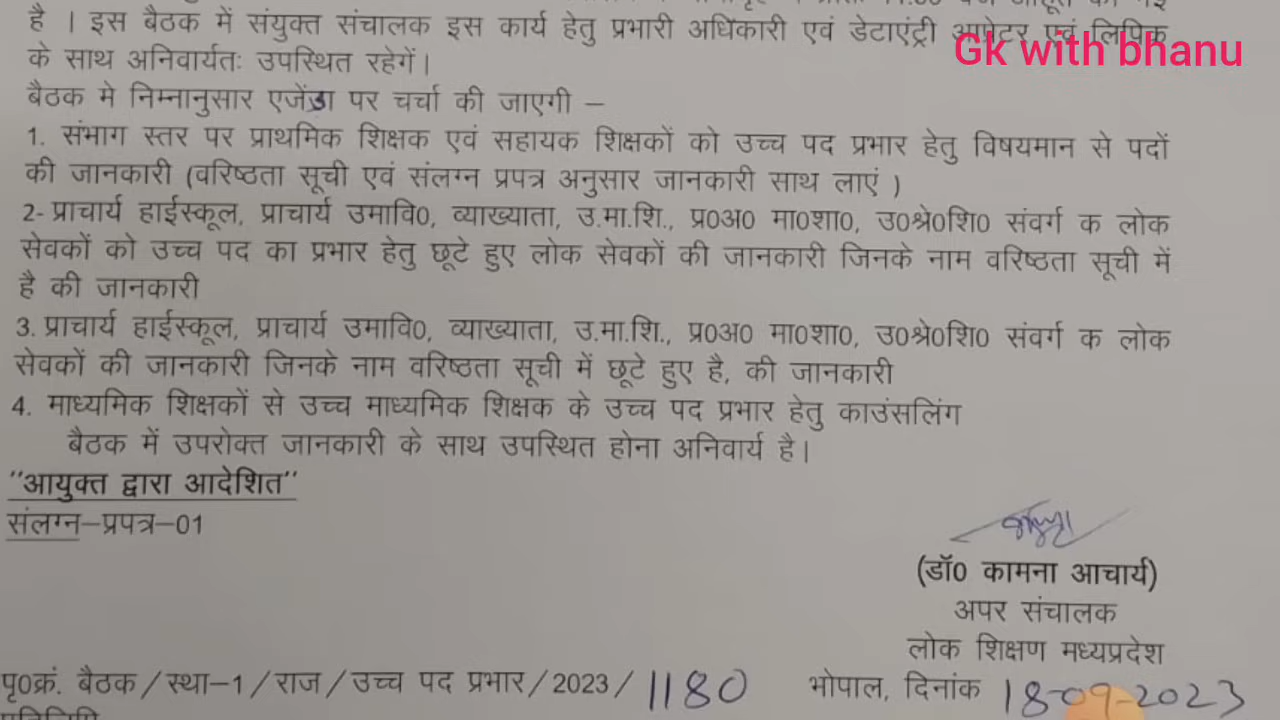 है । इस बैठक में संयुक्त संचालक इस कार्य हेतु प्रभारी अधिकारी एवं डेटाएंट्री आप्रेटर एवं लिपिक
Gk with bhanu
के साथ अनिवार्यतः उपस्थित रहेगें।
बैठक मे निम्नानुसार एजेंडा पर चर्चा की जाएगी –
1. संभाग स्तर पर प्राथमिक शिक्षक एवं सहायक शिक्षकों को उच्च पद प्रभार हेतु विषयमान से पदों
की जानकारी (वरिष्ठता सूची एवं संलग्न प्रपत्र अनुसार जानकारी साथ लाएं )
2- प्राचार्य हाईस्कूल, प्राचार्य उमावि0, व्याख्याता, उ.मा.शि., प्र0अ0 मा0शा0, उ0श्रे0शि0 संवर्ग क लोक
सेवकों को उच्च पद का प्रभार हेतु छूटे हुए लोक सेवकों की जानकारी जिनके नाम वरिष्ठता सूची में
है की जानकारी
3. प्राचार्य हाईस्कूल, प्राचार्य उमावि0, व्याख्याता, उ.मा.शि., प्र0अ0 मा0शा0, उ0श्रे0शि0 संवर्ग क लोक
सेवकों की जानकारी जिनके नाम वरिष्ठता सूची में छूटे हुए है, की जानकारी
4. माध्यमिक शिक्षकों से उच्च माध्यमिक शिक्षक के उच्च पद प्रभार हेतु काउंसलिंग
बैठक में उपरोक्त जानकारी के साथ उपस्थित होना अनिवार्य है।
"आयुक्त द्वारा आदेशित"
संलग्न–प्रपत्र–01
(डॉ0 कामना आचार्य)
अपर संचालक
लोक शिक्षण मध्यप्रदेश
पृ0क्रं. बैठक/स्था–1/राज/उच्च पद प्रभार/2023/1180 भोपाल, दिनांक 18-09-2023